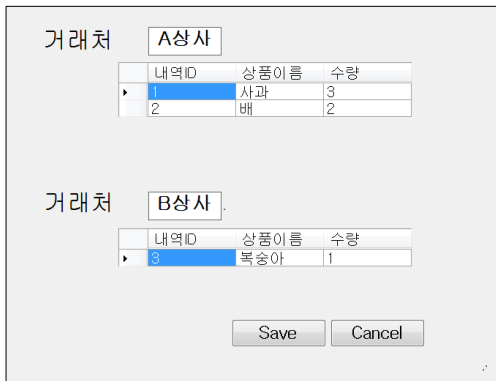 거래처 A상사
내역ID 상품이름 수량
1 사과 3
2 배 2
거래처 B상사
내역ID 상품이름 수량
3 복숭아 1
Save Cancel